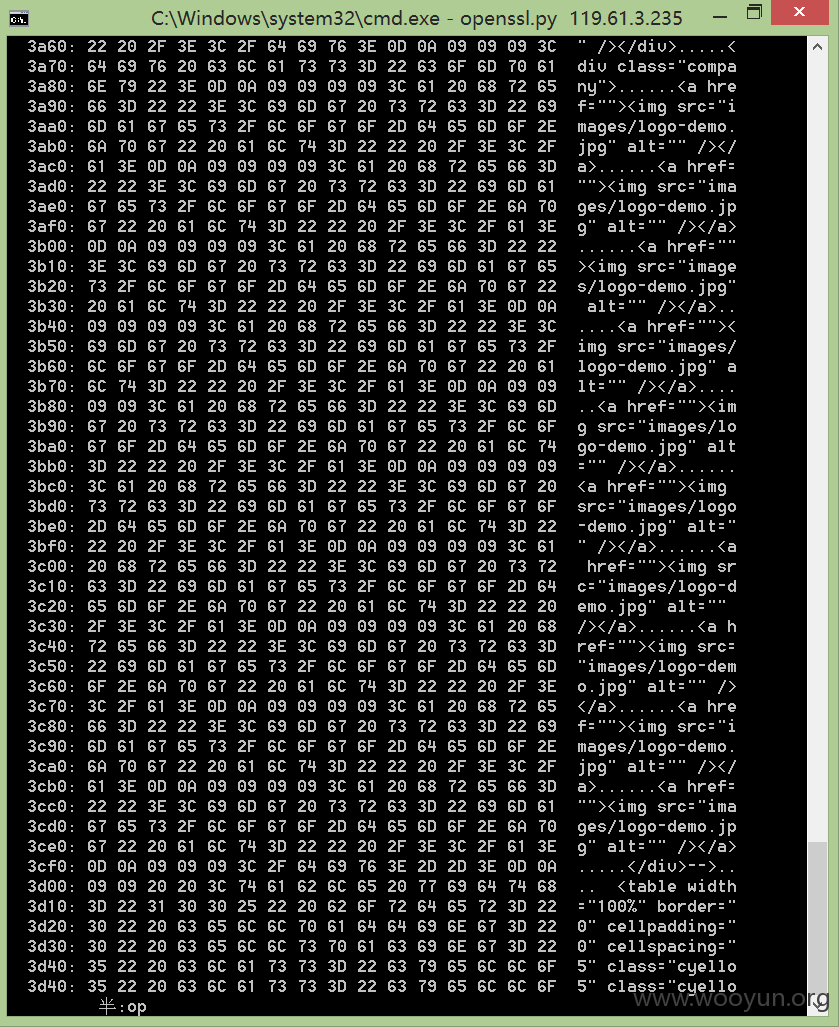 C:\Windows\system32\cmd.exe - openssl.py  119.61.3.235
3a60: 22 20 2F 3E 3C 2F 64 69 76 3E 0D 0A 09 09 09 3C  " /></div>.....<
3a70: 64 69 76 20 63 6C 61 73 73 3D 22 63 6F 6D 70 61  div class="compa
3a80: 6E 79 22 3E 0D 0A 09 09 09 09 3C 61 20 68 72 65  ny">......<a hre
3a90: 66 3D 22 22 3E 3C 69 6D 67 20 73 72 63 3D 22 69  f=""><img src="i
3aa0: 6D 61 67 65 73 2F 6C 6F 67 6F 2D 64 65 6D 6F 2E  mages/logo-demo.
3ab0: 6A 70 67 22 20 61 6C 74 3D 22 22 20 2F 3E 3C 2F  jpg" alt="" /></
3ac0: 61 3E 0D 0A 09 09 09 09 3C 61 20 68 72 65 66 3D  a>......<a href=
3ad0: 22 22 3E 3C 69 6D 67 20 73 72 63 3D 22 69 6D 61  ""><img src="ima
3ae0: 67 65 73 2F 6C 6F 67 6F 2D 64 65 6D 6F 2E 6A 70  ges/logo-demo.jp
3af0: 67 22 20 61 6C 74 3D 22 22 20 2F 3E 3C 2F 61 3E  g" alt="" /></a>
3b00: 0D 0A 09 09 09 09 3C 61 20 68 72 65 66 3D 22 22  ......<a href=""
3b10: 3E 3C 69 6D 67 20 73 72 63 3D 22 69 6D 61 67 65  ><img src="image
3b20: 73 2F 6C 6F 67 6F 2D 64 65 6D 6F 2E 6A 70 67 22  s/logo-demo.jpg"
3b30: 20 61 6C 74 3D 22 22 20 2F 3E 3C 2F 61 3E 0D 0A   alt="" /></a>..
3b40: 09 09 09 09 3C 61 20 68 72 65 66 3D 22 22 3E 3C  ....<a href=""><
3b50: 69 6D 67 20 73 72 63 3D 22 69 6D 61 67 65 73 2F  img src="images/
3b60: 6C 6F 67 6F 2D 64 65 6D 6F 2E 6A 70 67 22 20 61  logo-demo.jpg" a
3b70: 6C 74 3D 22 22 20 2F 3E 3C 2F 61 3E 0D 0A 09 09  lt="" /></a>....
3b80: 09 09 3C 61 20 68 72 65 66 3D 22 22 3E 3C 69 6D  ..<a href=""><im
3b90: 67 20 73 72 63 3D 22 69 6D 61 67 65 73 2F 6C 6F  g src="images/lo
3ba0: 67 6F 2D 64 65 6D 6F 2E 6A 70 67 22 20 61 6C 74  go-demo.jpg" alt
3bb0: 3D 22 22 20 2F 3E 3C 2F 61 3E 0D 0A 09 09 09 09  ="" /></a>......
3bc0: 3C 61 20 68 72 65 66 3D 22 22 3E 3C 69 6D 67 20  <a href=""><img
3bd0: 73 72 63 3D 22 69 6D 61 67 65 73 2F 6C 6F 67 6F  src="images/logo
3be0: 2D 64 65 6D 6F 2E 6A 70 67 22 20 61 6C 74 3D 22  -demo.jpg" alt="
3bf0: 22 20 2F 3E 3C 2F 61 3E 0D 0A 09 09 09 09 3C 61  " /></a>......<a
3c00: 20 68 72 65 66 3D 22 22 3E 3C 69 6D 67 20 73 72   href=""><img sr
3c10: 63 3D 22 69 6D 61 67 65 73 2F 6C 6F 67 6F 2D 64  c="images/logo-d
3c20: 65 6D 6F 2E 6A 70 67 22 20 61 6C 74 3D 22 22 20  emo.jpg" alt=""
3c30: 2F 3E 3C 2F 61 3E 0D 0A 09 09 09 09 3C 61 20 68  /></a>......<a h
3c40: 72 65 66 3D 22 22 3E 3C 69 6D 67 20 73 72 63 3D  ref=""><img src=
3c50: 22 69 6D 61 67 65 73 2F 6C 6F 67 6F 2D 64 65 6D  "images/logo-dem
3c60: 6F 2E 6A 70 67 22 20 61 6C 74 3D 22 22 20 2F 3E  o.jpg" alt="" />
3c70: 3C 2F 61 3E 0D 0A 09 09 09 09 3C 61 20 68 72 65  </a>......<a hre
3c80: 66 3D 22 22 3E 3C 69 6D 67 20 73 72 63 3D 22 69  f=""><img src="i
3c90: 6D 61 67 65 73 2F 6C 6F 67 6F 2D 64 65 6D 6F 2E  mages/logo-demo.
3ca0: 6A 70 67 22 20 61 6C 74 3D 22 22 20 2F 3E 3C 2F  jpg" alt="" /></
3cb0: 61 3E 0D 0A 09 09 09 09 3C 61 20 68 72 65 66 3D  a>......<a href=
3cc0: 22 22 3E 3C 69 6D 67 20 73 72 63 3D 22 69 6D 61  ""><img src="ima
3cd0: 67 65 73 2F 6C 6F 67 6F 2D 64 65 6D 6F 2E 6A 70  ges/logo-demo.jp
3ce0: 67 22 20 61 6C 74 3D 22 22 20 2F 3E 3C 2F 61 3E  g" alt="" /></a>
3cf0: 0D 0A 09 09 09 3C 2F 64 69 76 3E 2D 2D 3E 0D 0A  .....</div>-->..
3d00: 09 09 20 20 3C 74 61 62 6C 65 20 77 69 64 74 68  ..  <table width
3d10: 3D 22 31 30 30 25 22 20 62 6F 72 64 65 72 3D 22  ="100%" border="
3d20: 30 22 20 63 65 6C 6C 70 61 64 64 69 6E 67 3D 22  0" cellpadding="
3d30: 30 22 20 63 65 6C 6C 73 70 61 63 69 6E 67 3D 22  0" cellspacing="
3d40: 35 22 20 63 6C 61 73 73 3D 22 63 79 65 6C 6C 6F  5" class="cyello
3d40: 35 22 20 63 6C 61 73 73 3D 22 63 79 65 6C 6C 6F  5" class="cyello
半:op
www.wooyun.org